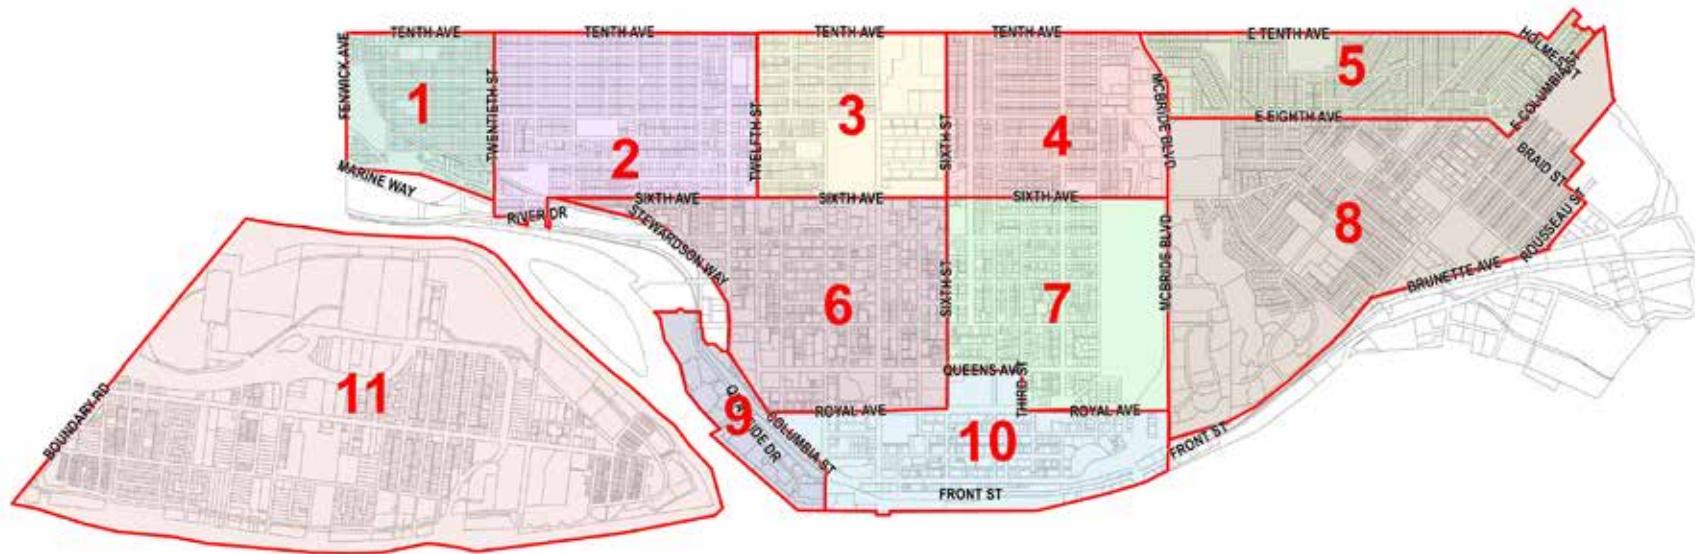 TENTH AVE
TENTH AVE
TENTH AVE
TENTH AVE
E TENTH AVE
HOLMES ST
FENWICK AVE
1
TWENTIETH ST
2
TWELFTH ST
3
SIXTH ST
4
MCBRIDE BLVD
5
E COLUMBIA ST
E EIGHTH AVE
BRAID ST
MARINE WAY
RIVER DR
SIXTH AVE
SIXTH AVE
SIXTH AVE
STEWARDSON WAY
6
SIXTH ST
7
MCBRIDE BLVD
8
ROUSSEAU ST
BRUNETTE AVE
BOUNDARY RD
11
9
COLUMBIA ST
ROYAL AVE
QUEENS AVE
THIRD ST
ROYAL AVE
10
FRONT ST
FRONT ST